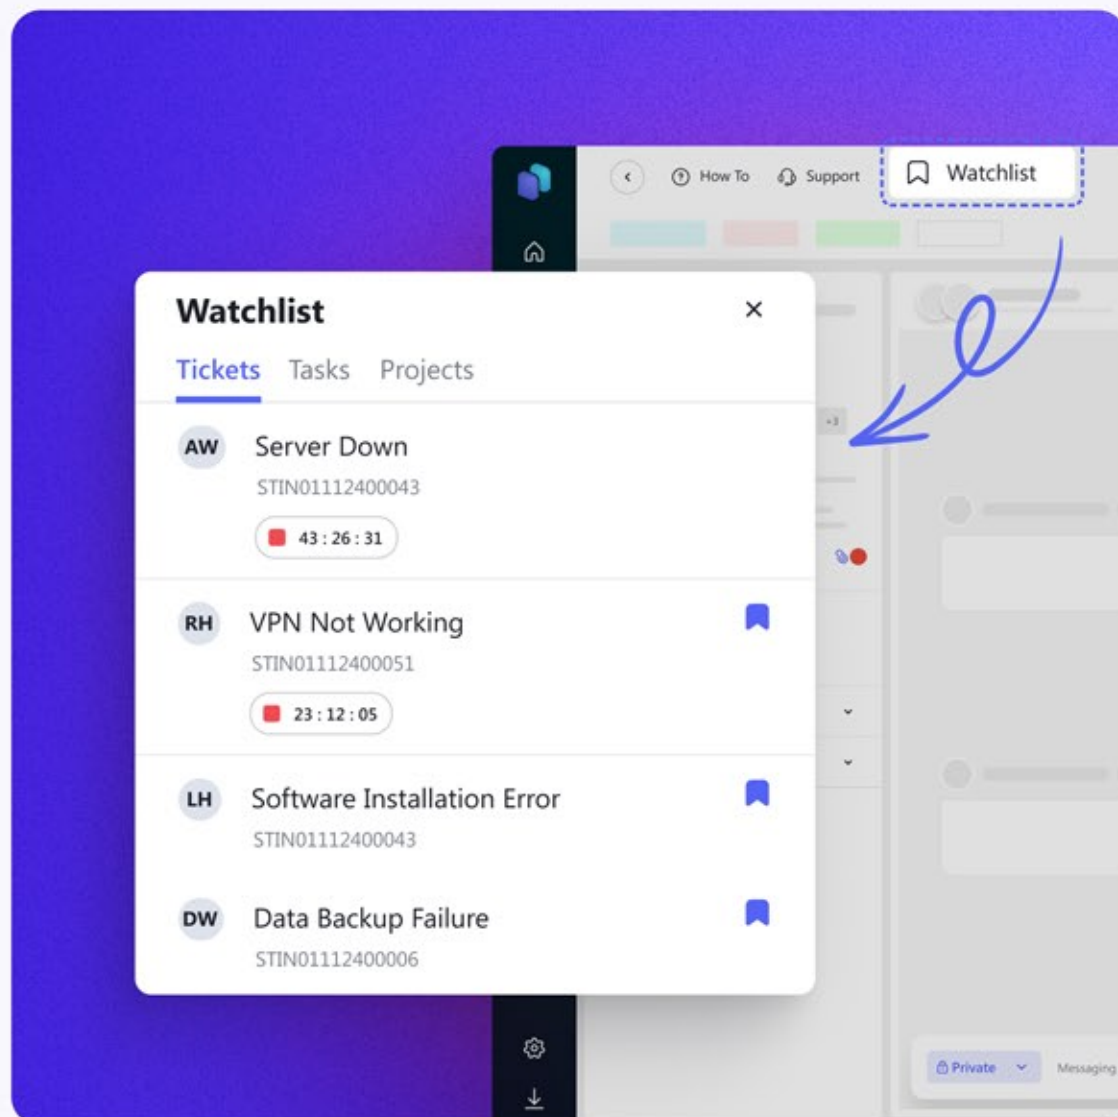 How To
Support
Watchlist
Watchlist
Tickets Tasks Projects
AW
Server Down
STIN01112400043
43 : 26 : 31
+3
RH
VPN Not Working
STIN01112400051
23 : 12 : 05
LH
Software Installation Error
STIN01112400043
DW
Data Backup Failure
STIN01112400006
Private
Messaging